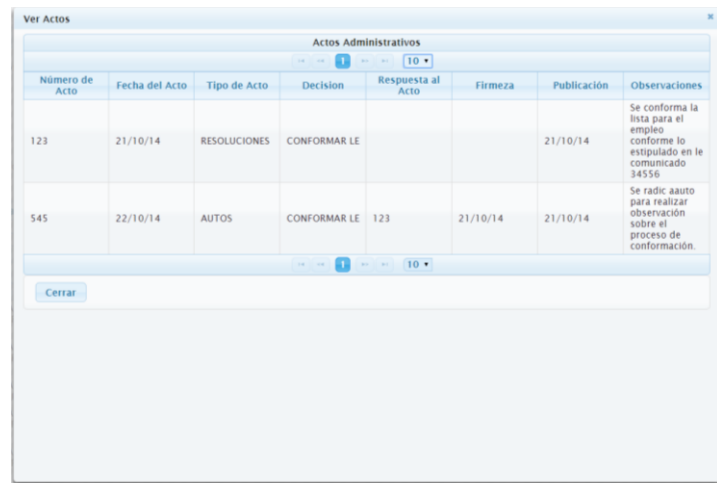 Ver Actos
Actos Administrativos
1 10
Número de Acto Fecha del Acto Tipo de Acto Decision Respuesta al Acto Firmeza Publicación Observaciones
123 21/10/14 RESOLUCIONES CONFORMAR LE 21/10/14 Se conforma la
lista para el
empleo
conforme lo
estipulado en le
comunicado
34556
545 22/10/14 AUTOS CONFORMAR LE 123 21/10/14 21/10/14 Se radic aauto
para realizar
observación
sobre el
proceso de
conformación.
1 10
Cerrar